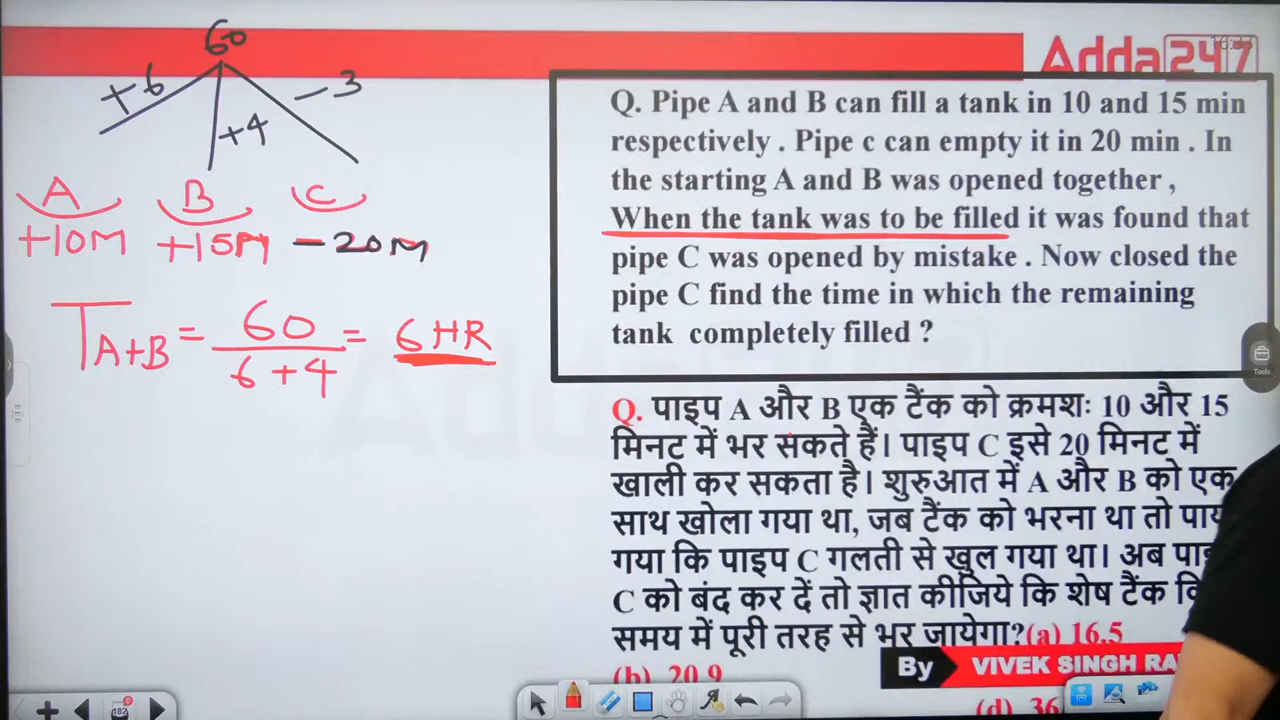 60
16:33
Adda247
+6
+4
-3
Q. Pipe A and B can fill a tank in 10 and 15 min
respectively . Pipe c can empty it in 20 min . In
the starting A and B was opened together ,
When the tank was to be filled it was found that
pipe C was opened by mistake . Now closed the
pipe C find the time in which the remaining
tank completely filled ?
A B C
+10M +15M -20M
T A+B = 60 / 6+4 = 6 HR
Tools
Q. पाइप A और B एक टैंक को क्रमशः 10 और 15
मिनट में भर सकते हैं। पाइप C इसे 20 मिनट में
खाली कर सकता है। शुरुआत में A और B को एक
साथ खोला गया था, जब टैंक को भरना था तो
गया कि पाइप C गलती से खुल गया था। अब
C को बंद कर दें तो ज्ञात कीजिये कि शेष टैंक
समय में पूरी तरह से भर जायेगा?(a) 16.5
(b) 20.9
(d) 36
By VIVEK SINGH
182